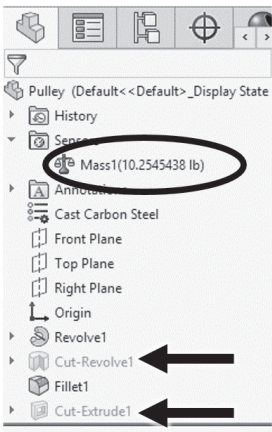 Pulley (Default<<Default>_Display State
History
Sensors
Mass1(10.2545438 lb)
Annotations
Cast Carbon Steel
Front Plane
Top Plane
Right Plane
Origin
Revolve1
Cut-Revolve1
Fillet1
Cut-Extrude1